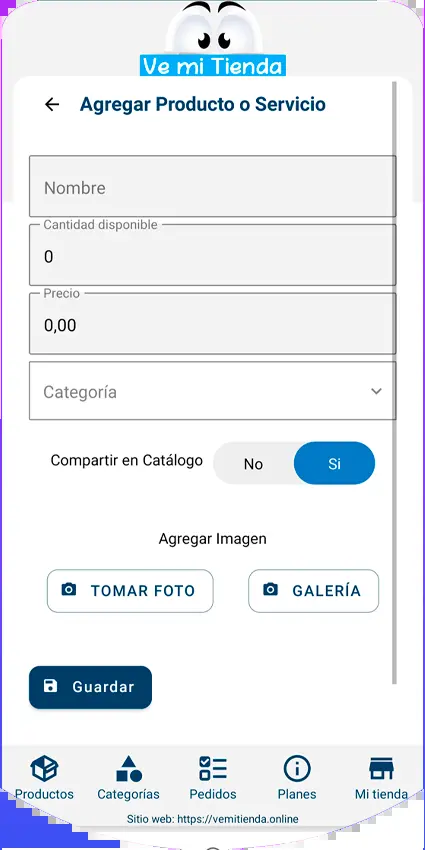 Ve mi Tienda
Agregar Producto o Servicio
Nombre
Cantidad disponible
0
Precio
0,00
Categoría
Compartir en Catálogo No Si
Agregar Imagen
TOMAR FOTO GALERÍA
Guardar
Productos Categorías Pedidos Planes Mi tienda
Sitio web: https://vemitienda.online